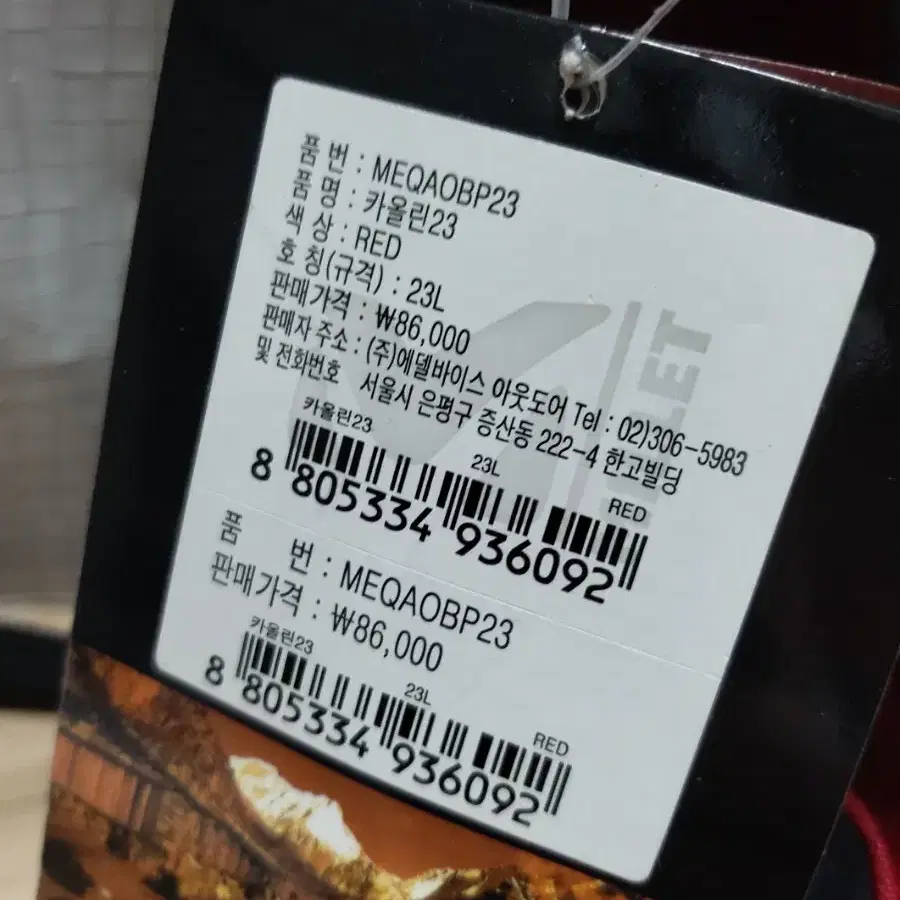 품 번 : MEQAOBP23
품 명 : 카올린23
색 상 : RED
호 칭(규격) : 23L
판매가격 : ₩86,000
판매자 주소 : (주)에델바이스 아웃도어 Tel : 02)306-5983
및 전화번호 서울시 은평구 증산동 222-4 한고빌딩
LLET
카올린23 23L RED
8 805334 936092
품 번 : MEQAOBP23
판매가격 : ₩86,000
카올린23 23L RED
8 805334 936092